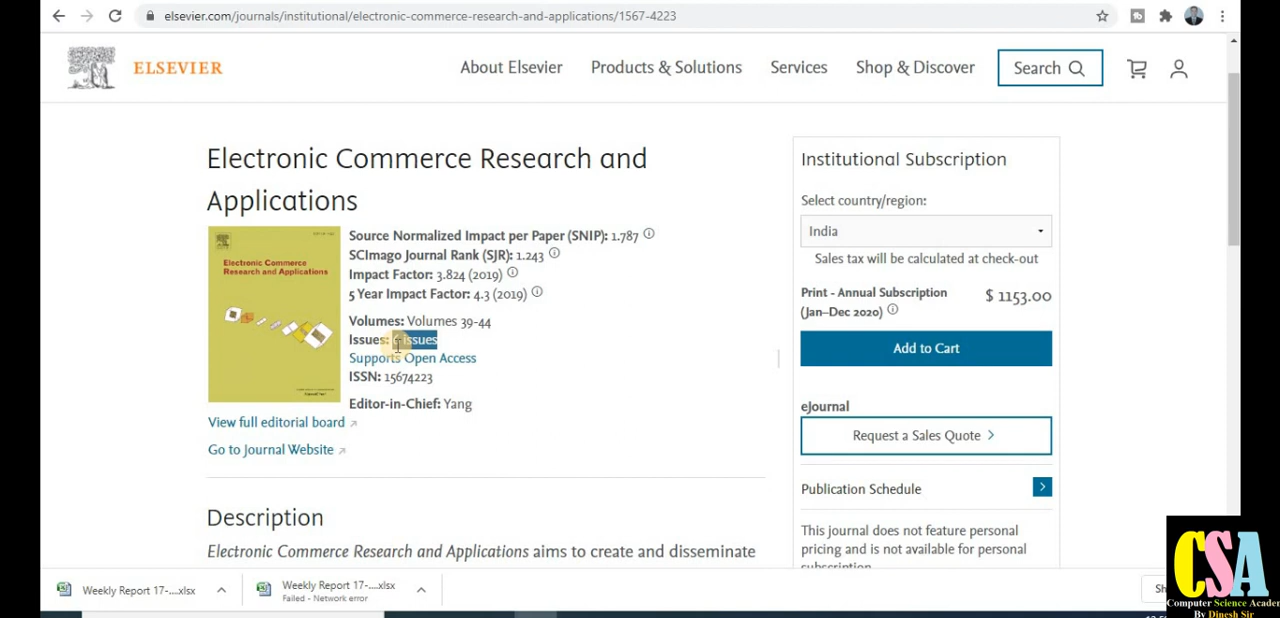 elsevier.com/journals/institutional/electronic-commerce-research-and-applications/1567-4223
ELSEVIER
About Elsevier
Products & Solutions
Services
Shop & Discover
Search
Electronic Commerce Research and
Applications
Electronic Commerce
Research and Applications
Source Normalized Impact per Paper (SNIP): 1.787
SCImago Journal Rank (SJR): 1.243
Impact Factor: 3.824 (2019)
5 Year Impact Factor: 4.3 (2019)
Volumes: Volumes 39-44
Issues: issues
Supports Open Access
ISSN: 15674223
Editor-in-Chief: Yang
View full editorial board
Go to Journal Website
Description
Electronic Commerce Research and Applications aims to create and disseminate
Institutional Subscription
Select country/region:
India
Sales tax will be calculated at check-out
Print - Annual Subscription
(Jan–Dec 2020)
$ 1153.00
Add to Cart
eJournal
Request a Sales Quote
Publication Schedule
This journal does not feature personal
pricing and is not available for personal
subscription.
Weekly Report 17-....xlsx
Weekly Report 17-....xlsx
Failed - Network error
CSA
Computer Science Academ
By Dinesh Sir